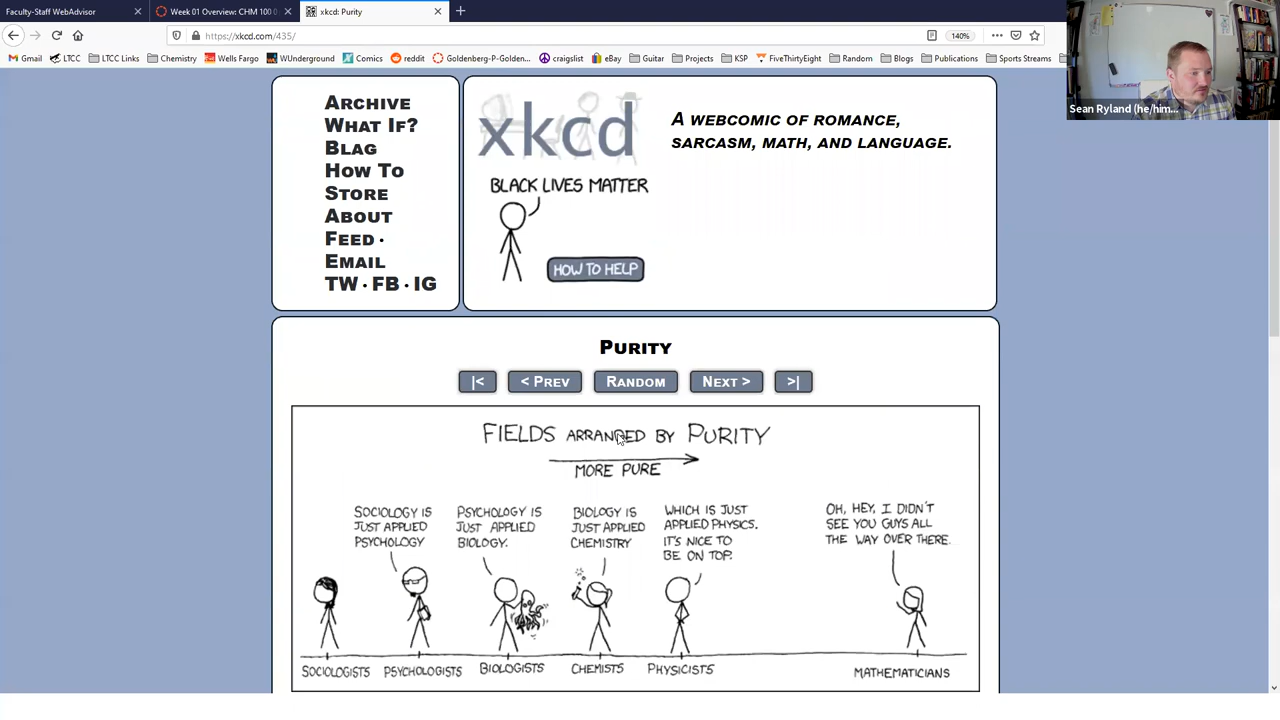 Faculty-Staff WebAdvisor
Week 01 Overview: CHM 100 0
xkcd: Purity
https://xkcd.com/435/
140%
Gmail LTCC LTCC Links Chemistry Wells Fargo WUnderground Comics reddit Goldenberg-P-Golden... craigslist eBay Guitar Projects KSP FiveThirtyEight Random Blogs Publications Sports Streams
Sean Ryland (he/him...
ARCHIVE
WHAT IF?
BLAG
HOW TO
STORE
ABOUT
FEED ·
EMAIL
TW · FB · IG
xkcd
A WEBCOMIC OF ROMANCE,
SARCASM, MATH, AND LANGUAGE.
BLACK LIVES MATTER
HOW TO HELP
PURITY
|<
< PREV
RANDOM
NEXT >
>|
FIELDS ARRANGED BY PURITY
MORE PURE
SOCIOLOGY IS
JUST APPLIED
PSYCHOLOGY
PSYCHOLOGY IS
JUST APPLIED
BIOLOGY.
BIOLOGY IS
JUST APPLIED
CHEMISTRY
WHICH IS JUST
APPLIED PHYSICS.
IT'S NICE TO
BE ON TOP.
OH, HEY, I DIDN'T
SEE YOU GUYS ALL
THE WAY OVER THERE.
SOCIOLOGISTS
PSYCHOLOGISTS
BIOLOGISTS
CHEMISTS
PHYSICISTS
MATHEMATICIANS